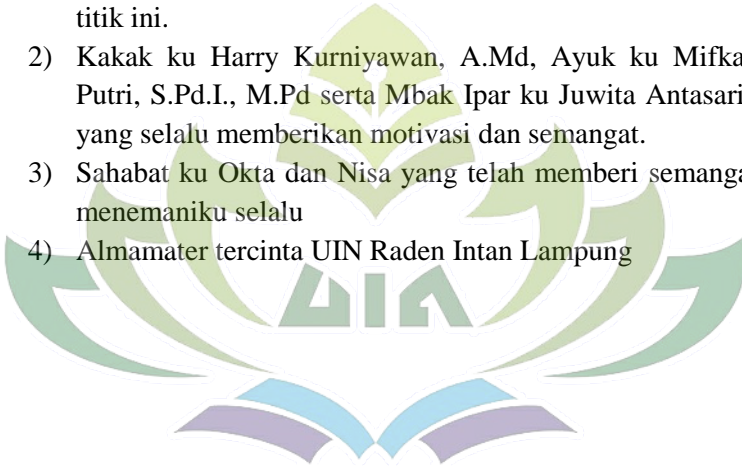 titik ini.
2) Kakak ku Harry Kurniyawan, A.Md, Ayuk ku Mifka
Putri, S.Pd.I., M.Pd serta Mbak Ipar ku Juwita Antasari
yang selalu memberikan motivasi dan semangat.
3) Sahabat ku Okta dan Nisa yang telah memberi semanga
menemaniku selalu
4) Almamater tercinta UIN Raden Intan Lampung
UIN